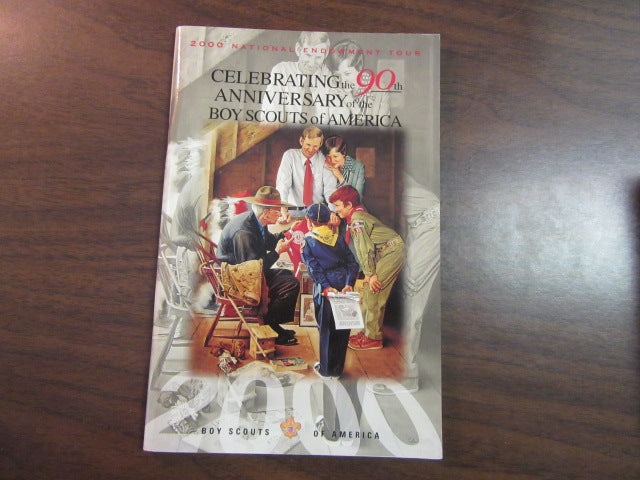 2000 NATIONAL ENDOWMENT TOUR
CELEBRATING the 90th
ANNIVERSARY of the
BOY SCOUTS of AMERICA
2000
BOY SCOUTS OF AMERICA